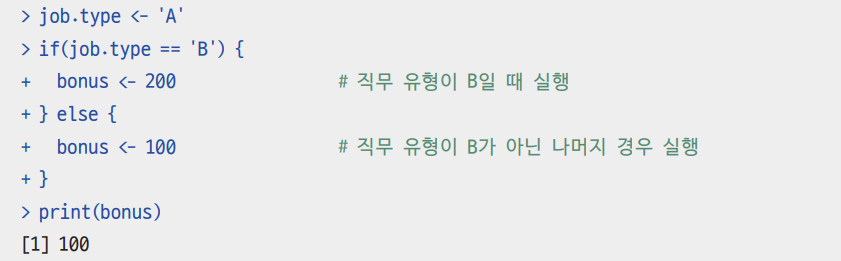 > job.type <- 'A'
> if(job.type == 'B') {
+   bonus <- 200 # 직무 유형이 B일 때 실행
+ } else {
+   bonus <- 100 # 직무 유형이 B가 아닌 나머지 경우 실행
+ }
> print(bonus)
[1] 100